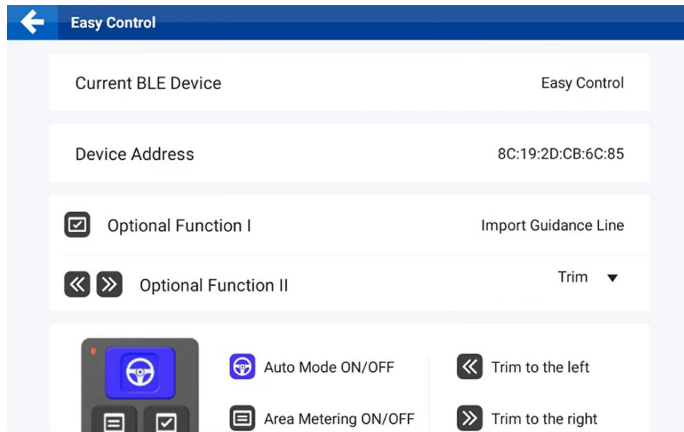 Easy Control
Current BLE Device Easy Control
Device Address 8C:19:2D:CB:6C:85
Optional Function I Import Guidance Line
Optional Function II Trim
Auto Mode ON/OFF Trim to the left
Area Metering ON/OFF Trim to the right